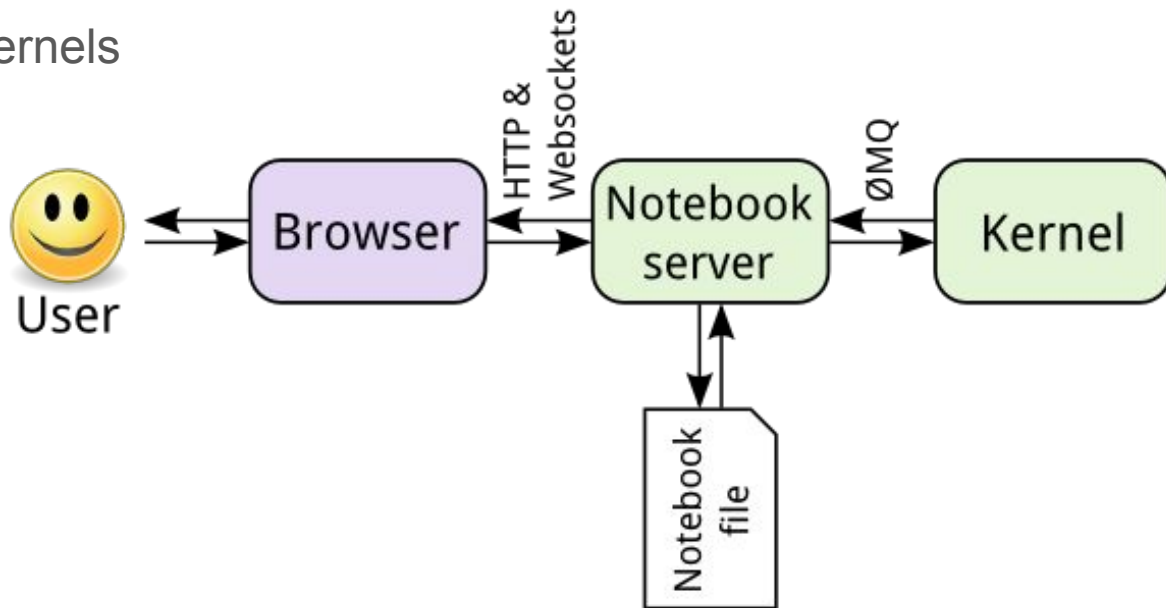 ernels
HTTP &
Websockets
ØMQ
User
Browser
Notebook
server
Kernel
Notebook
file